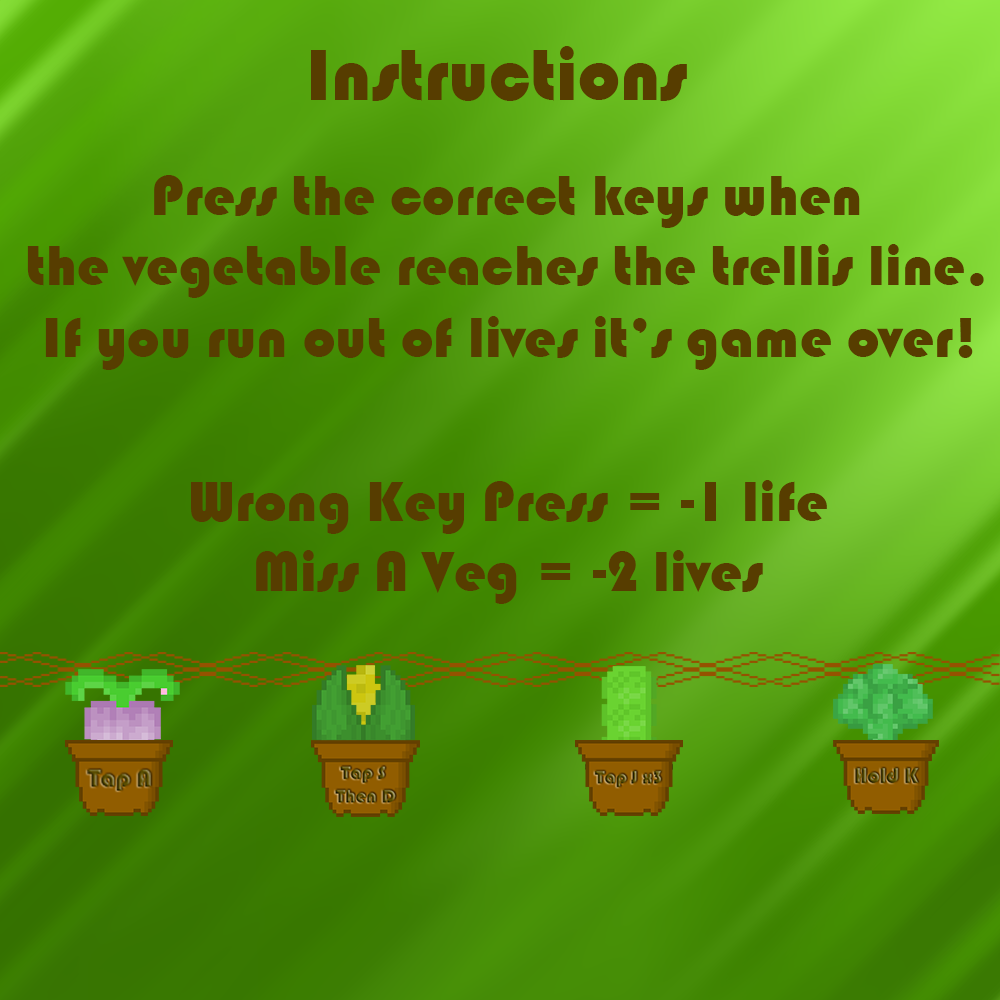 Instructions
Press the correct keys when
the vegetable reaches the trellis line.
If you run out of lives it's game over!
Wrong Key Press = -1 life
Miss A Veg = -2 lives
Tap A
Tap S
Then D
Tap J x3
Hold K